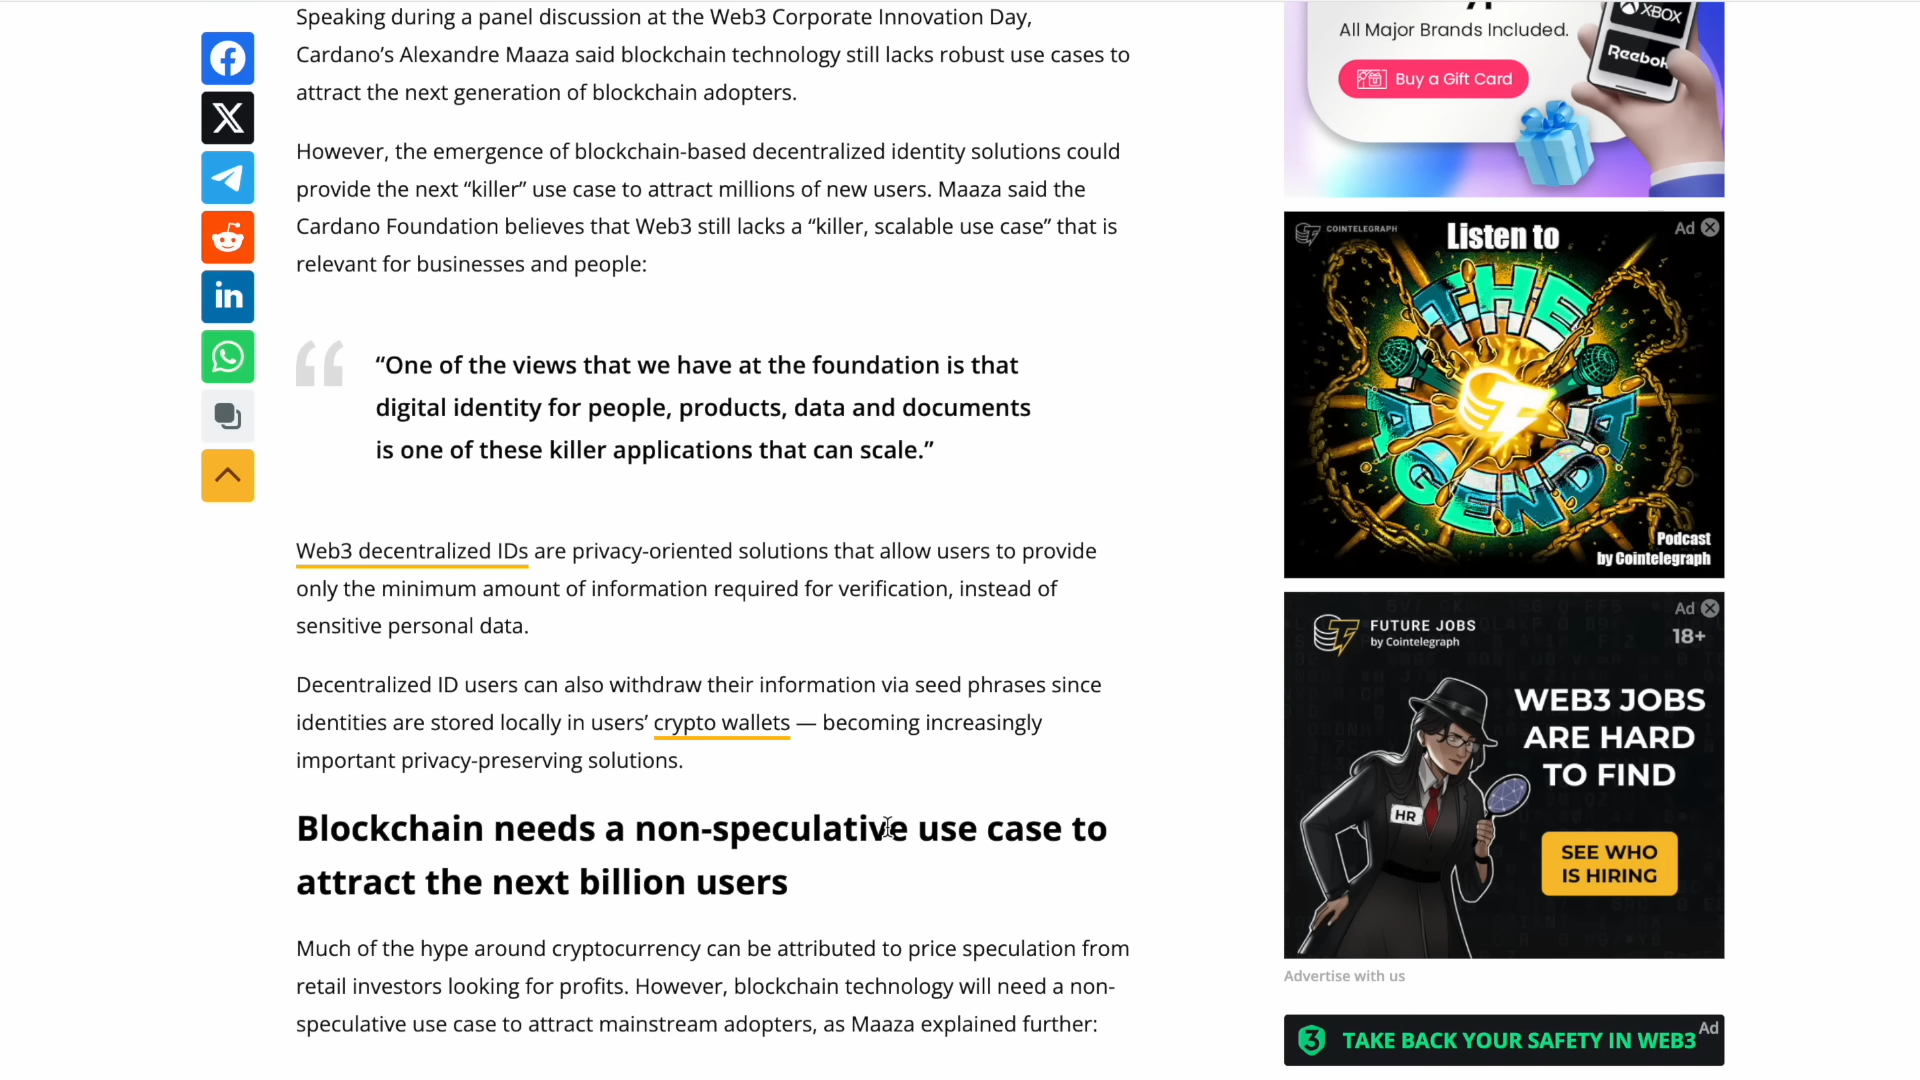 Speaking during a panel discussion at the Web3 Corporate Innovation Day,
Cardano’s Alexandre Maaza said blockchain technology still lacks robust use cases to
attract the next generation of blockchain adopters.
However, the emergence of blockchain-based decentralized identity solutions could
provide the next “killer” use case to attract millions of new users. Maaza said the
Cardano Foundation believes that Web3 still lacks a “killer, scalable use case” that is
relevant for businesses and people:
“One of the views that we have at the foundation is that
digital identity for people, products, data and documents
is one of these killer applications that can scale.”
Web3 decentralized IDs are privacy-oriented solutions that allow users to provide
only the minimum amount of information required for verification, instead of
sensitive personal data.
Decentralized ID users can also withdraw their information via seed phrases since
identities are stored locally in users’ crypto wallets — becoming increasingly
important privacy-preserving solutions.
Blockchain needs a non-speculative use case to
attract the next billion users
Much of the hype around cryptocurrency can be attributed to price speculation from
retail investors looking for profits. However, blockchain technology will need a non-
speculative use case to attract mainstream adopters, as Maaza explained further:
All Major Brands Included.
Buy a Gift Card
XBOX
Reebok
COINTELEGRAPH
Listen to
Ad
THE
AGENDA
Podcast
by Cointelegraph
Ad
FUTURE JOBS
by Cointelegraph
18+
WEB3 JOBS
ARE HARD
TO FIND
HR
SEE WHO
IS HIRING
Advertise with us
TAKE BACK YOUR SAFETY IN WEB3
Ad